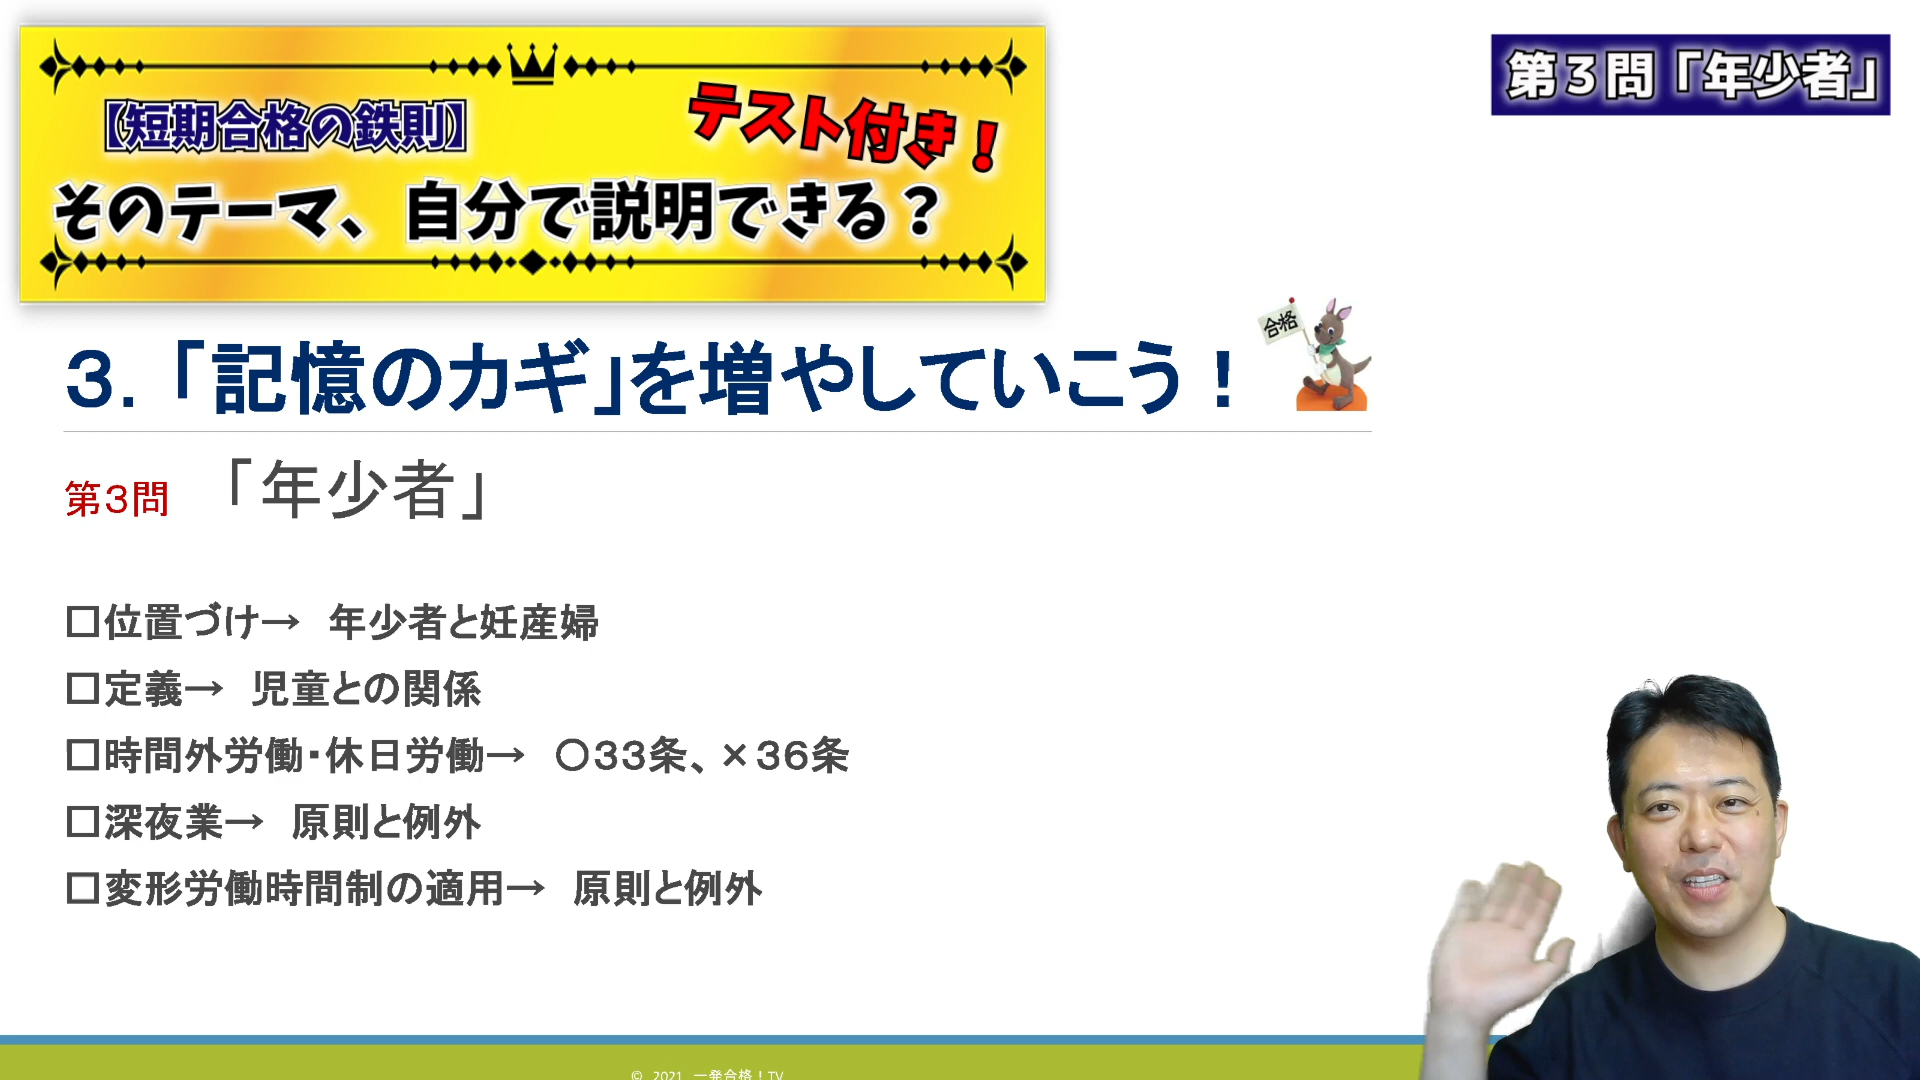 【短期合格の鉄則】
テスト付き！
そのテーマ、自分で説明できる？
第３問「年少者」
３．「記憶のカギ」を増やしていこう！
合格
第３問 「年少者」
□位置づけ→ 年少者と妊産婦
□定義→ 児童との関係
□時間外労働・休日労働→ 〇３３条、×３６条
□深夜業→ 原則と例外
□変形労働時間制の適用→ 原則と例外
© 2021 一発合格！TV